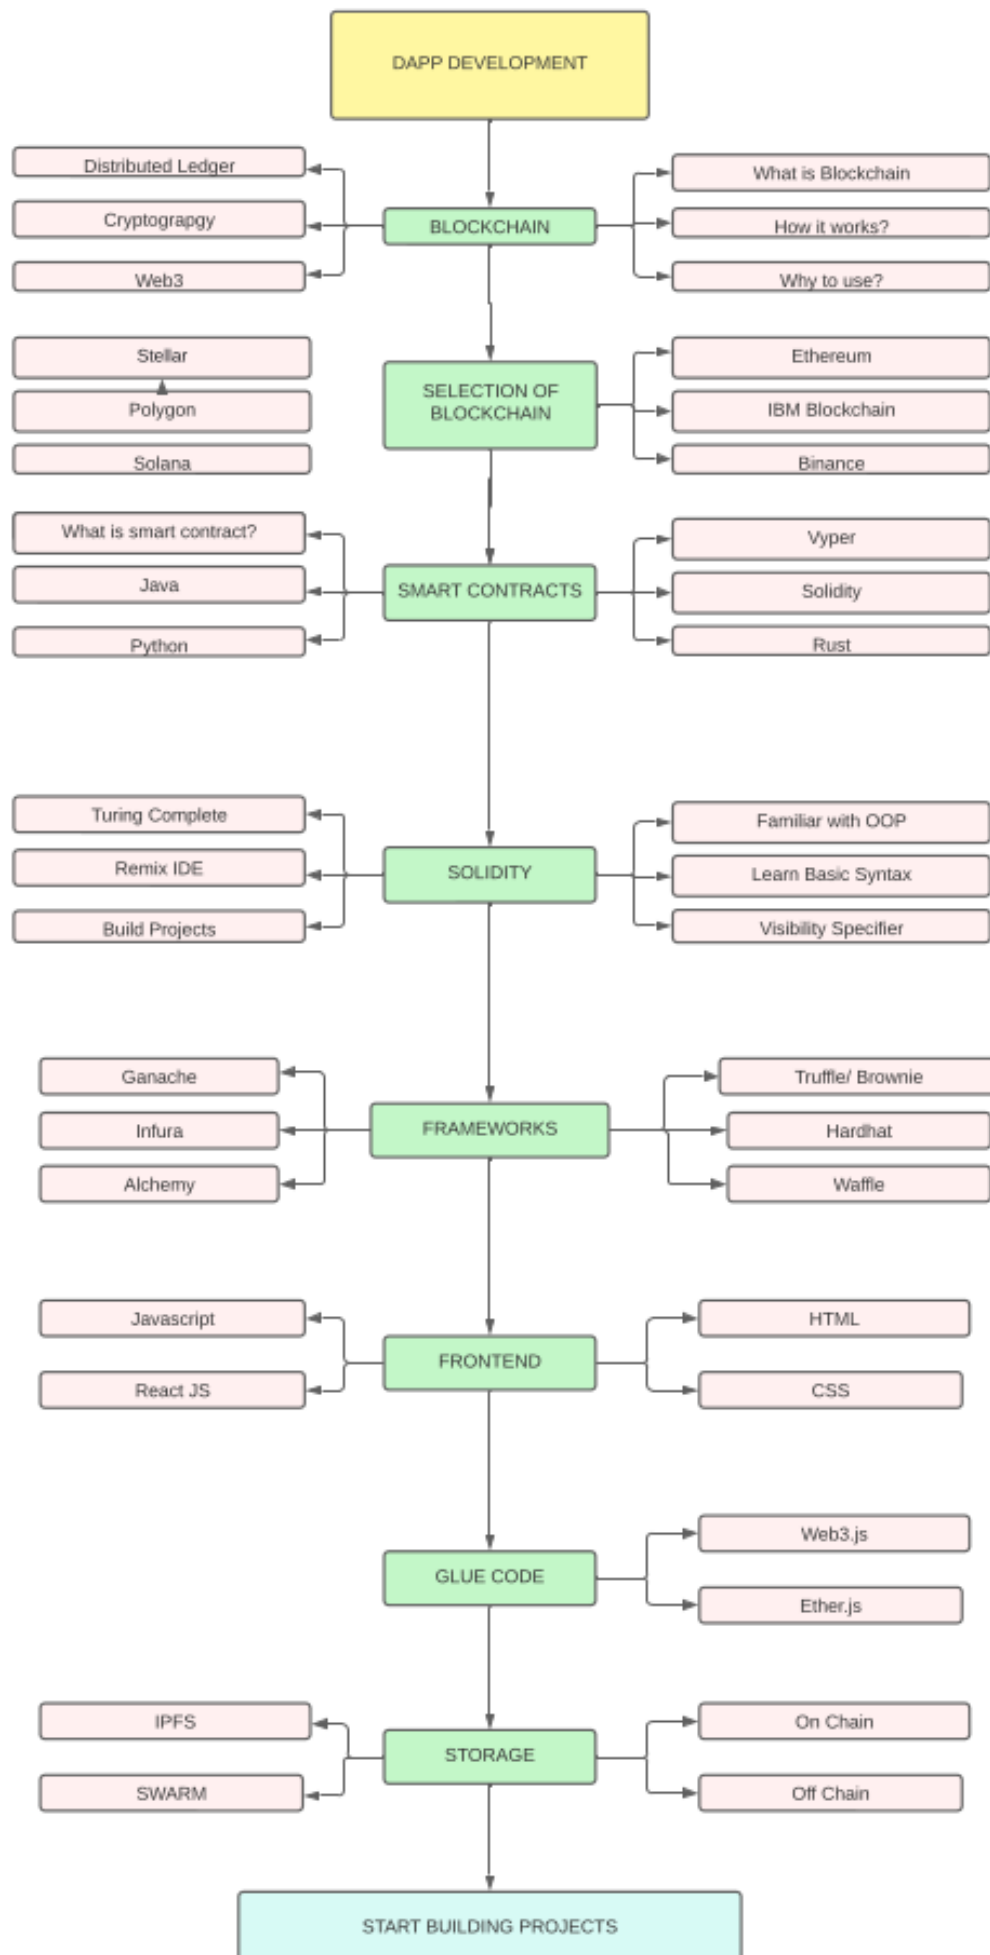 DAPP DEVELOPMENT
Distributed Ledger
What is Blockchain
Cryptograpgy
BLOCKCHAIN
How it works?
Web3
Why to use?
Stellar
Ethereum
SELECTION OF
BLOCKCHAIN
Polygon
IBM Blockchain
Solana
Binance
What is smart contract?
Vyper
Java
SMART CONTRACTS
Solidity
Python
Rust
Turing Complete
Familiar with OOP
Remix IDE
SOLIDITY
Learn Basic Syntax
Build Projects
Visibility Specifier
Ganache
Truffle/ Brownie
Infura
FRAMEWORKS
Hardhat
Alchemy
Waffle
Javascript
HTML
FRONTEND
React JS
CSS
Web3.js
GLUE CODE
Ether.js
IPFS
On Chain
STORAGE
SWARM
Off Chain
START BUILDING PROJECTS